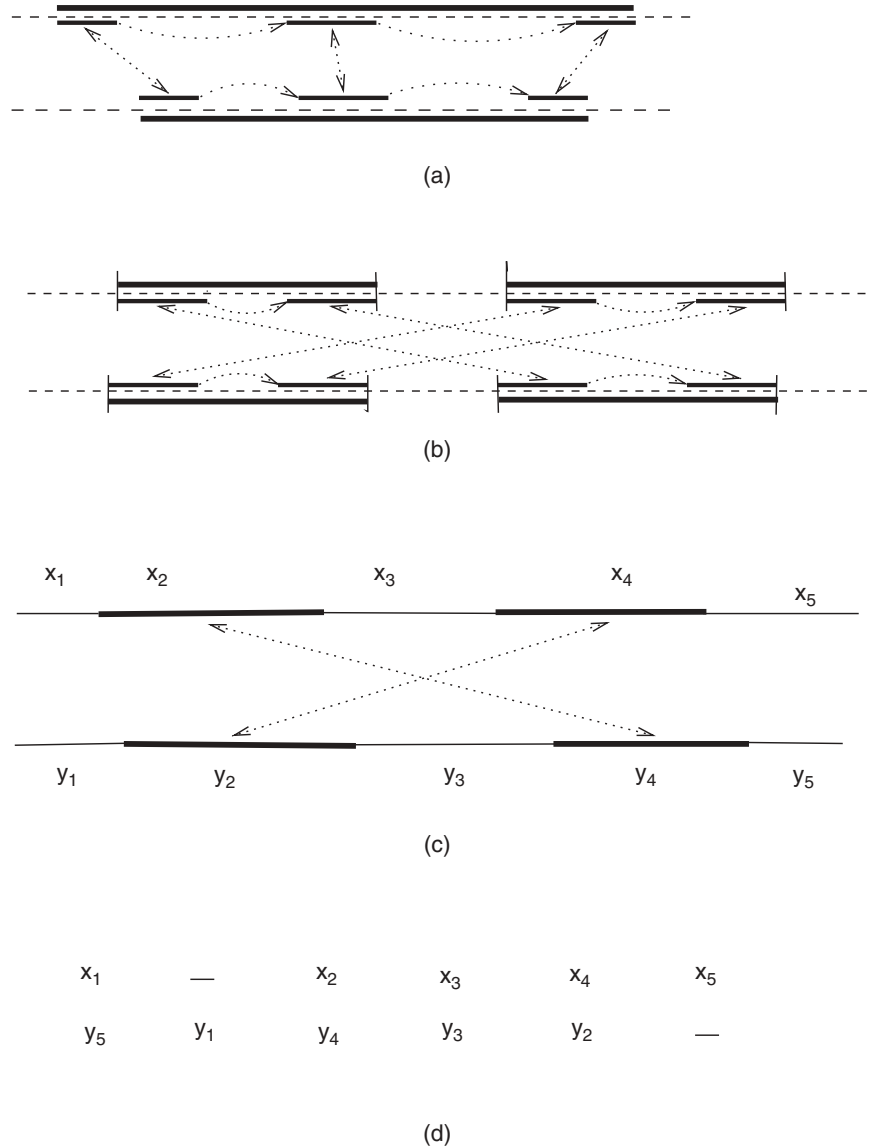 (a)
(b)
x₁ x₂ x₃ x₄ x₅
y₁ y₂ y₃ y₄ y₅
(c)
x₁ — x₂ x₃ x₄ x₅
y₅ y₁ y₄ y₃ y₂ —
(d)